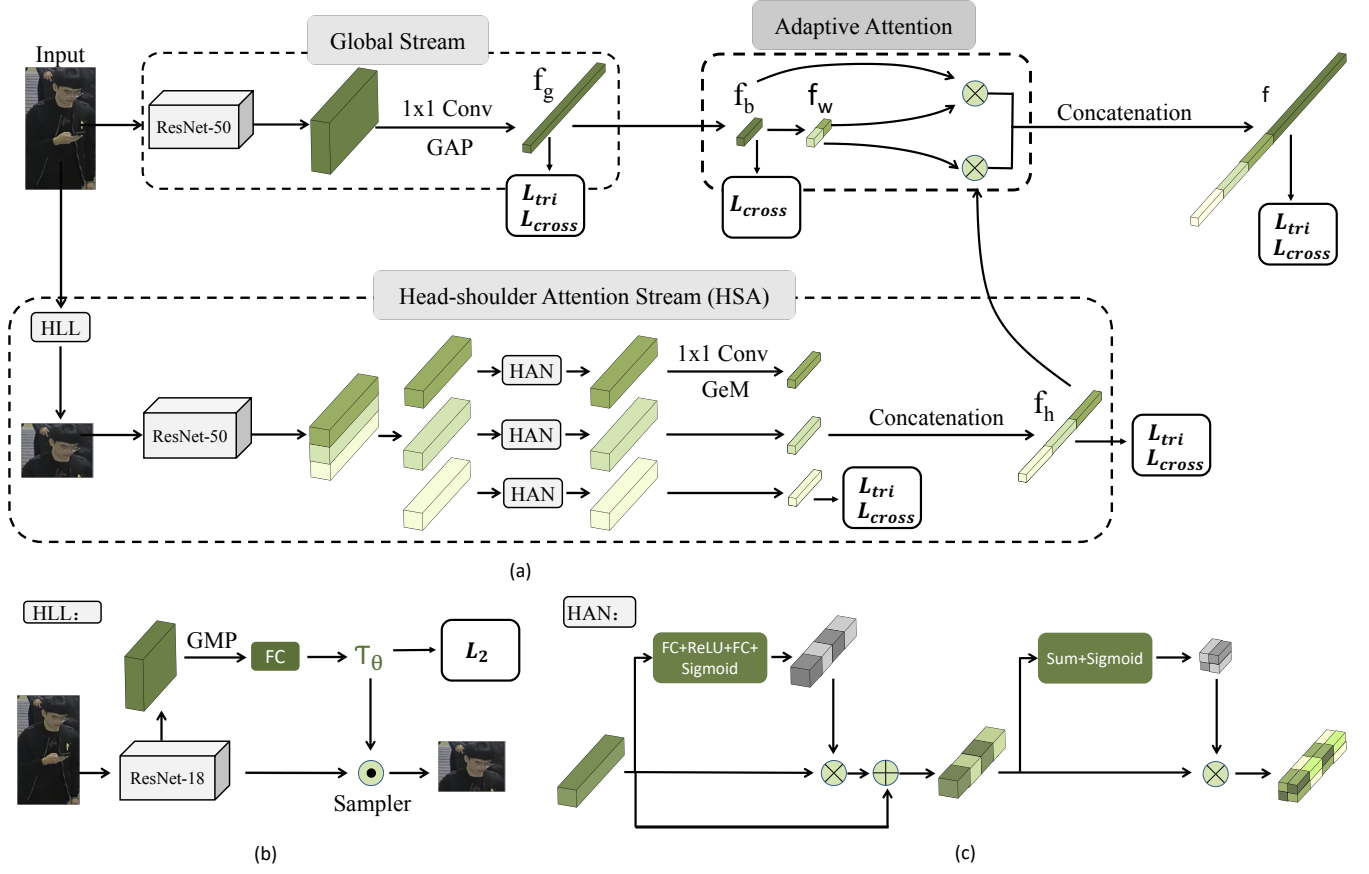 Global Stream
Adaptive Attention
Input
ResNet-50
1x1 Conv
GAP
f_g
L_tri
L_cross
f_b
f_w
L_cross
Concatenation
f
L_tri
L_cross
Head-shoulder Attention Stream (HSA)
HLL
ResNet-50
HAN
HAN
HAN
1x1 Conv
GeM
Concatenation
f_h
L_tri
L_cross
L_tri
L_cross
(a)
HLL:
GMP
FC
T_θ
L_2
ResNet-18
Sampler
(b)
HAN:
FC+ReLU+FC+
Sigmoid
Sum+Sigmoid
(c)